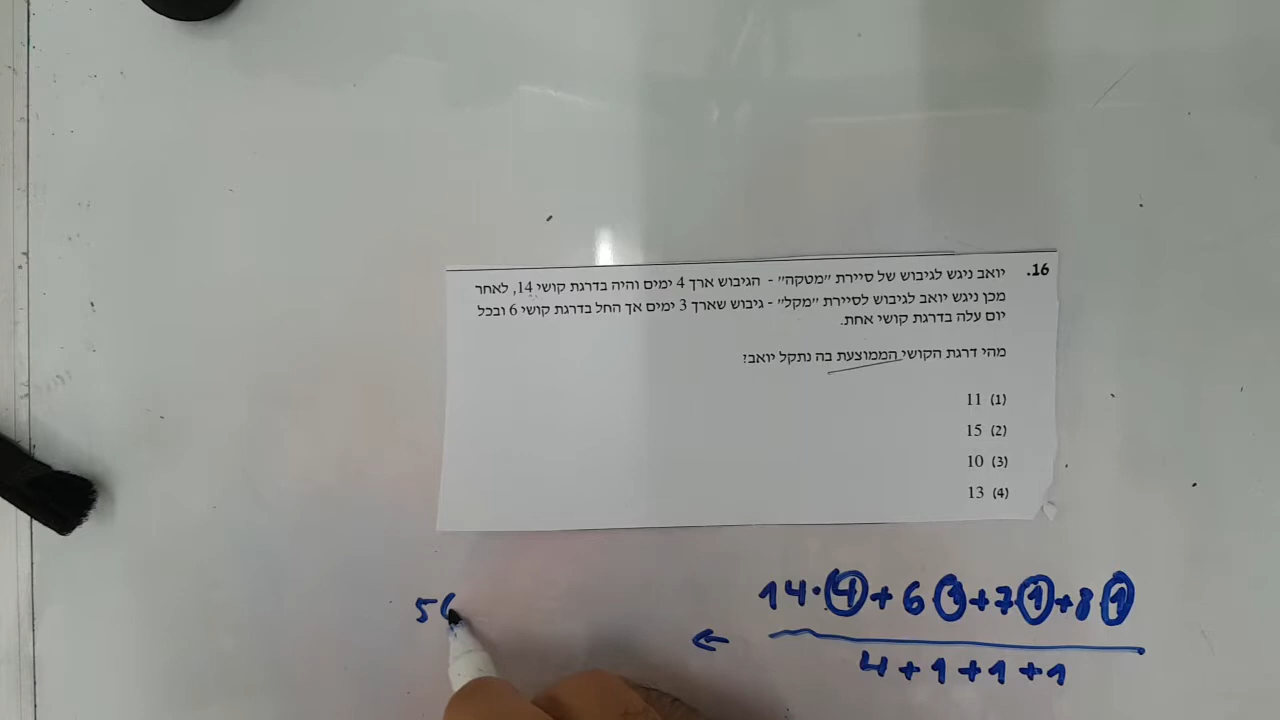 16. יואב ניגש לגיבוש של סיירת "מטקה" - הגיבוש ארך 4 ימים והיה בדרגת קושי 14, לאחר
מכן ניגש יואב לגיבוש לסיירת "מקל" - גיבוש שארך 3 ימים אך החל בדרגת קושי 6 ובכל
יום עלה בדרגת קושי אחת.
מהי דרגת הקושי הממוצעת בה נתקל יואב?
(1) 11
(2) 15
(3) 10
(4) 13
14·4+6·1+7·1+8·1
4+1+1+1
←
56